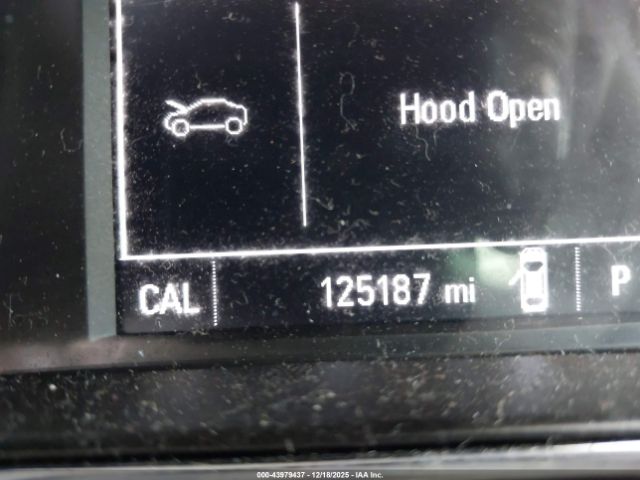 Hood Open
CAL 125187 mi P
000-43979437 - 12/18/2025 - IAA Inc.